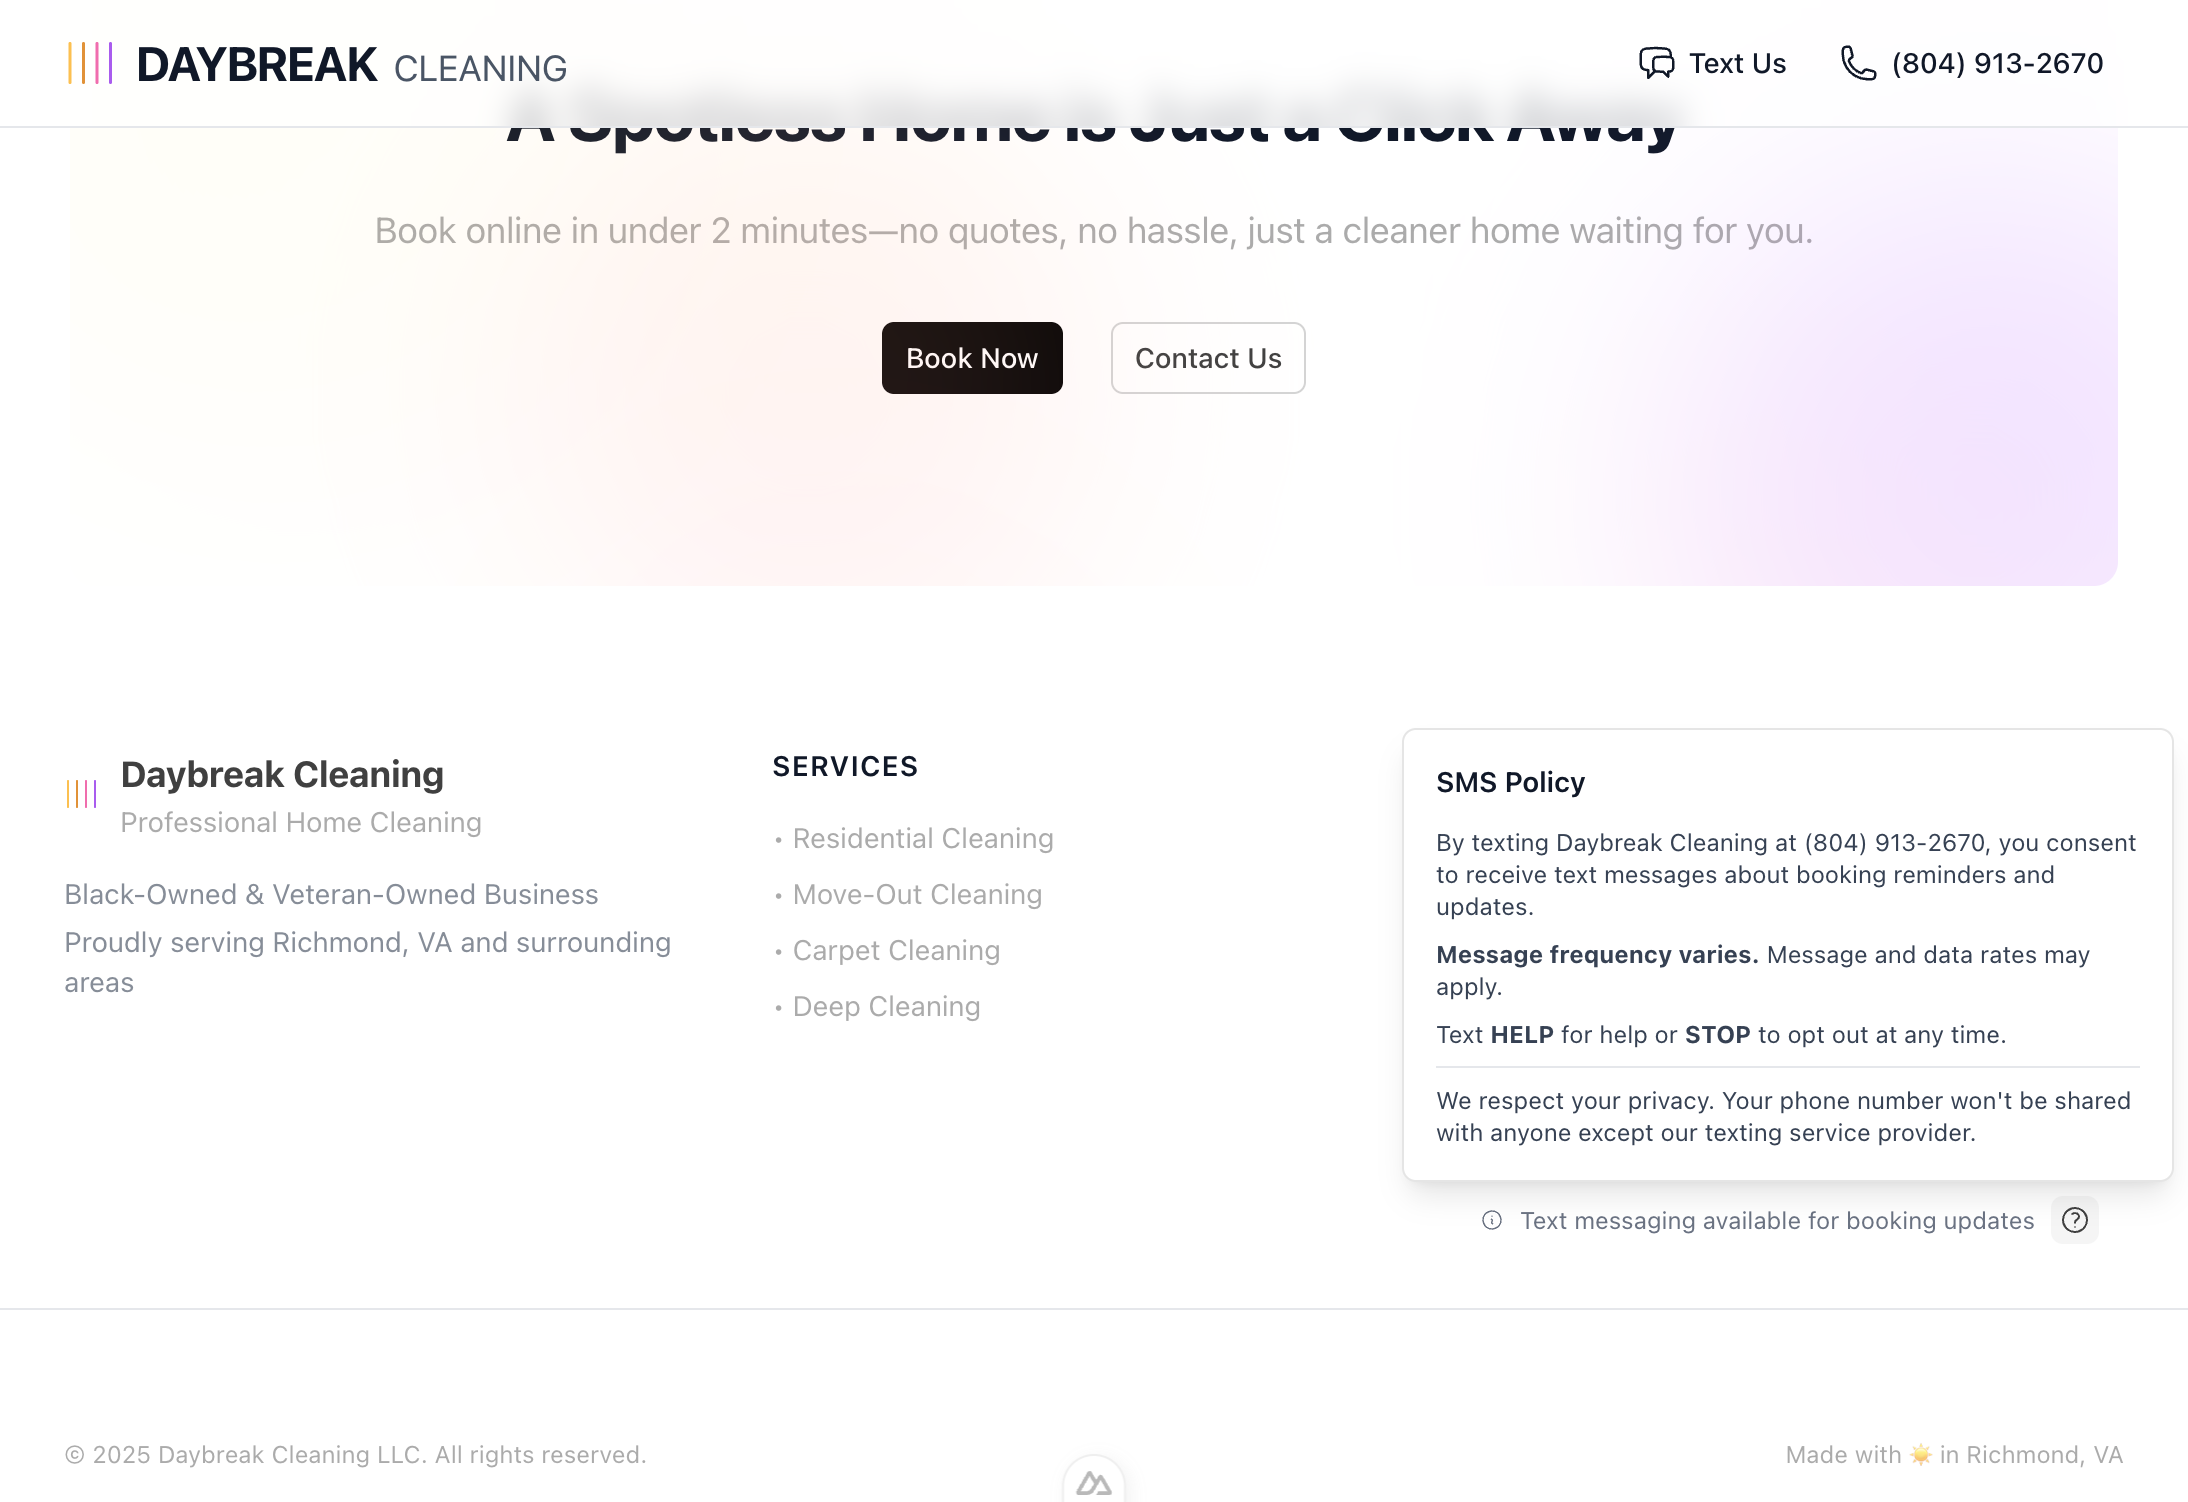 DAYBREAK CLEANING
Text Us
(804) 913-2670
A Spotless Home is Just a Click Away
Book online in under 2 minutes—no quotes, no hassle, just a cleaner home waiting for you.
Book Now
Contact Us
Daybreak Cleaning
Professional Home Cleaning
Black-Owned & Veteran-Owned Business
Proudly serving Richmond, VA and surrounding
areas
SERVICES
• Residential Cleaning
• Move-Out Cleaning
• Carpet Cleaning
• Deep Cleaning
SMS Policy
By texting Daybreak Cleaning at (804) 913-2670, you consent
to receive text messages about booking reminders and
updates.
Message frequency varies. Message and data rates may
apply.
Text HELP for help or STOP to opt out at any time.
We respect your privacy. Your phone number won't be shared
with anyone except our texting service provider.
Text messaging available for booking updates
© 2025 Daybreak Cleaning LLC. All rights reserved.
Made with ☀️ in Richmond, VA